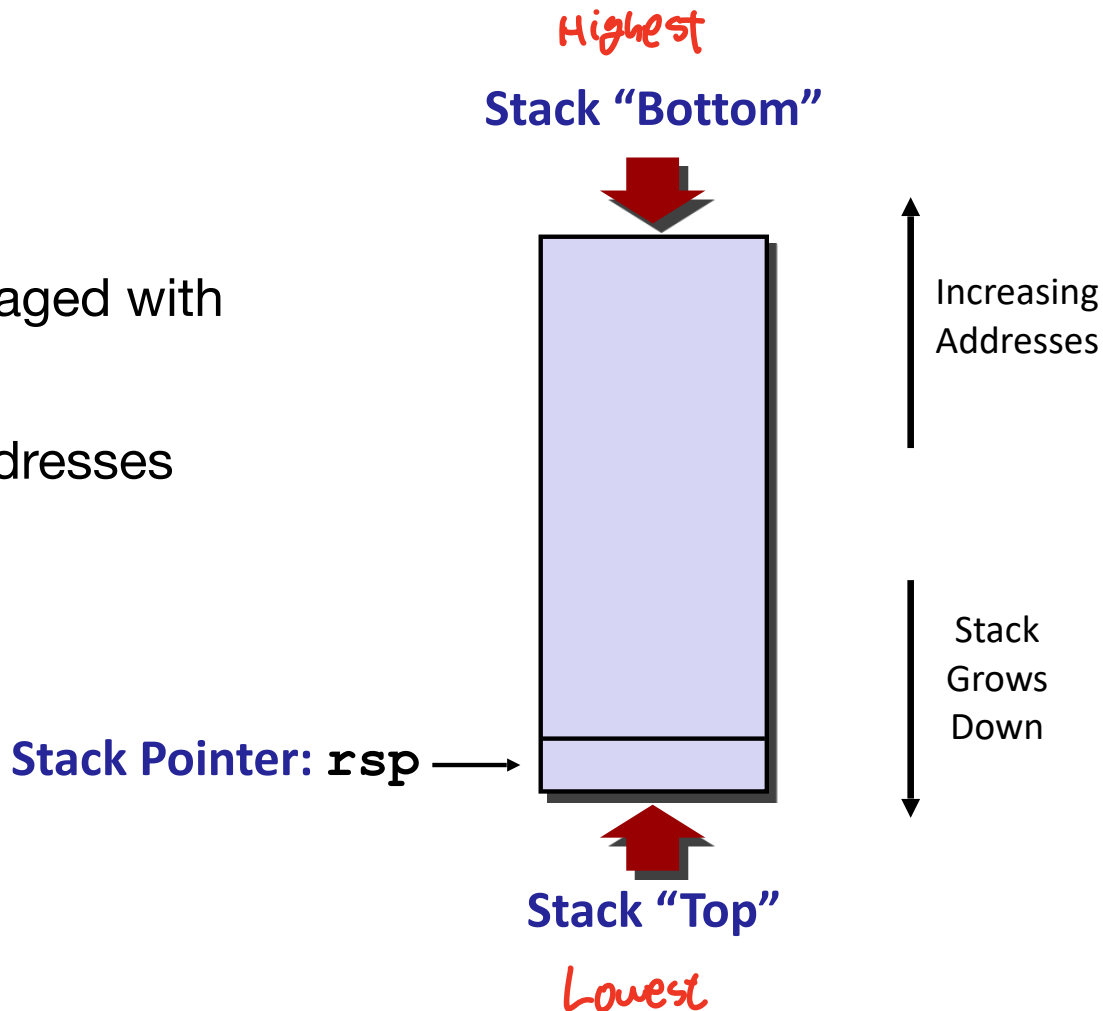 Highest
Stack “Bottom”
aged with
Increasing
Addresses
dresses
Stack
Grows
Down
Stack Pointer: rsp
Stack “Top”
Lowest